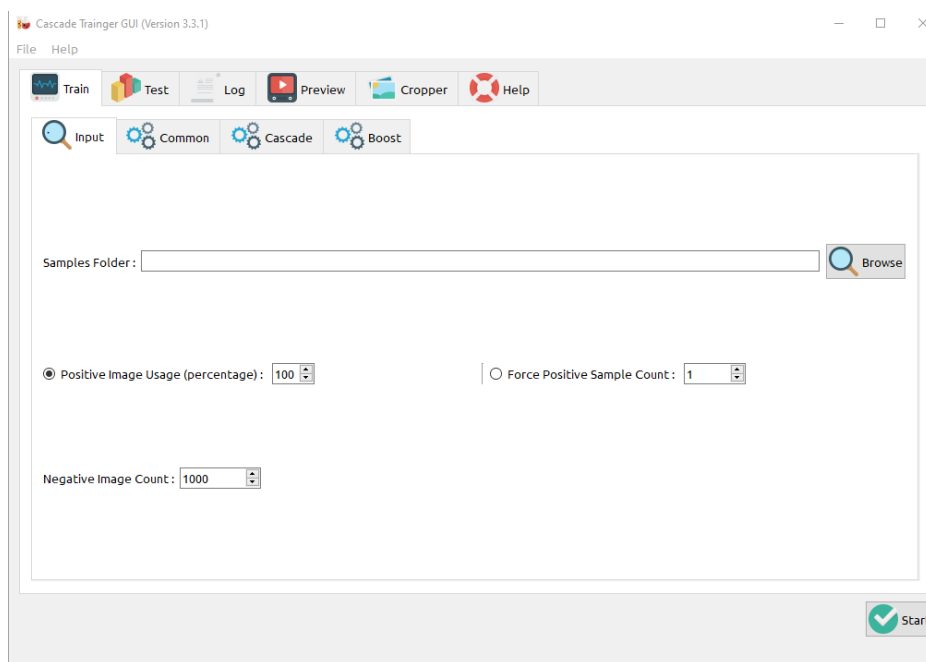 Cascade Trainger GUI (Version 3.3.1)
File Help
Train Test Log Preview Cropper Help
Input Common Cascade Boost
Samples Folder : Browse
Positive Image Usage (percentage) : 100 Force Positive Sample Count : 1
Negative Image Count : 1000
Star